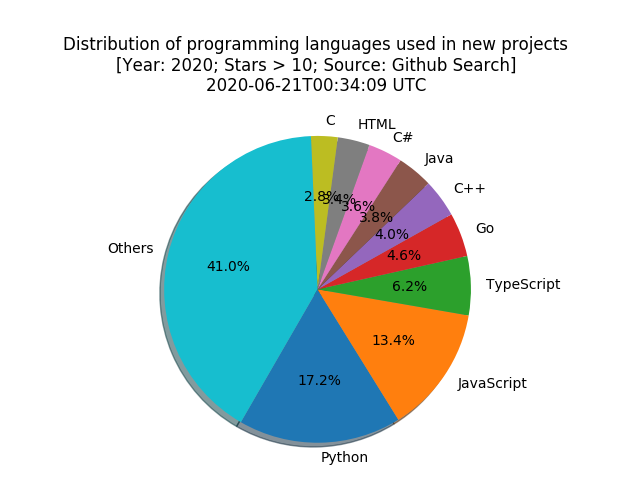 Distribution of programming languages used in new projects
[Year: 2020; Stars > 10; Source: Github Search]
2020-06-21T00:34:09 UTC
C
HTML
C#
Java
C++
Go
TypeScript
JavaScript
Python
Others
2.8%
3.4%
3.6%
3.8%
4.0%
4.6%
6.2%
13.4%
17.2%
41.0%